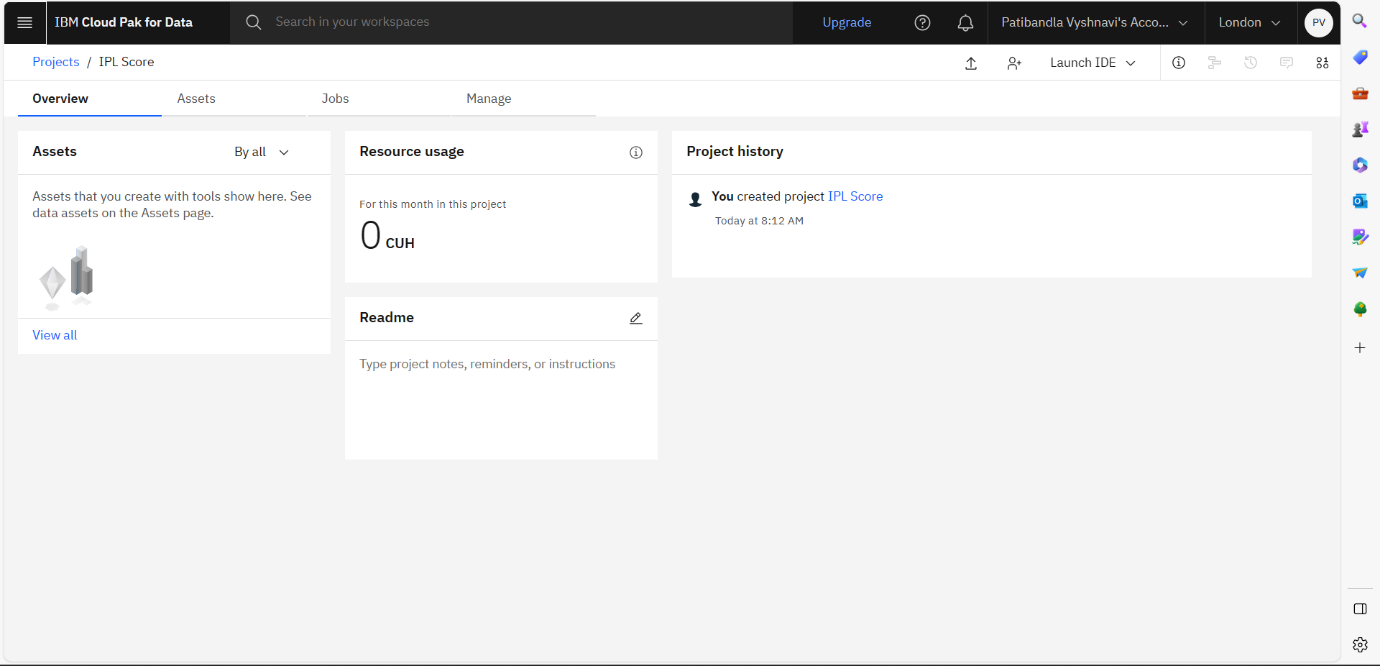 IBM Cloud Pak for Data
Search in your workspaces
Upgrade
Patibandla Vyshnavi's Acco...
London
PV
Projects / IPL Score
Launch IDE
Overview
Assets
Jobs
Manage
Assets
By all
Assets that you create with tools show here. See
data assets on the Assets page.
View all
Resource usage
For this month in this project
0 CUH
Readme
Type project notes, reminders, or instructions
Project history
You created project IPL Score
Today at 8:12 AM